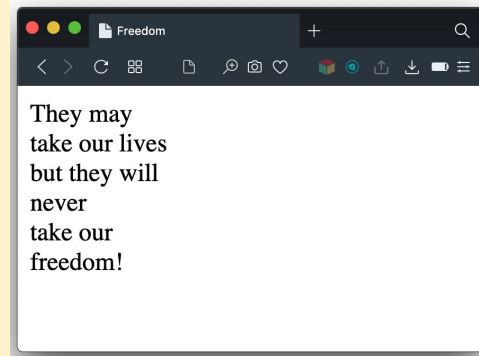 Freedom
They may
take our lives
but they will
never
take our
freedom!